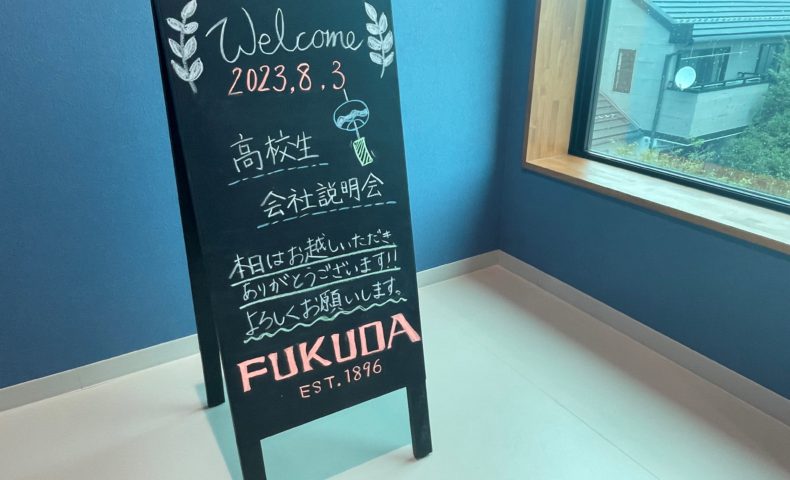 Welcome
2023.8.3
高校生
会社説明会
本日はお越しいただき
ありがとうございます!!
よろしくお願いします。
FUKUDA
EST.1896